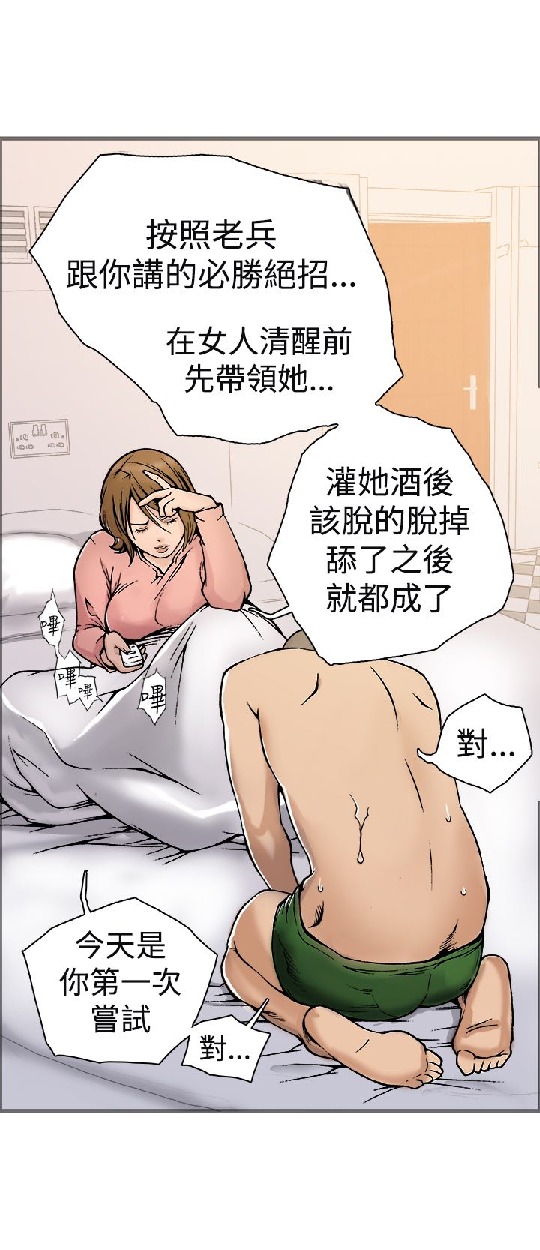 按照老兵
跟你講的必勝絕招...
在女人清醒前
先帶領她...
灌她酒後
該脫的脫掉
舔了之後
就都成了
嗶
嗶
嗶
嗶
對...
今天是
你第一次
嘗試
對...